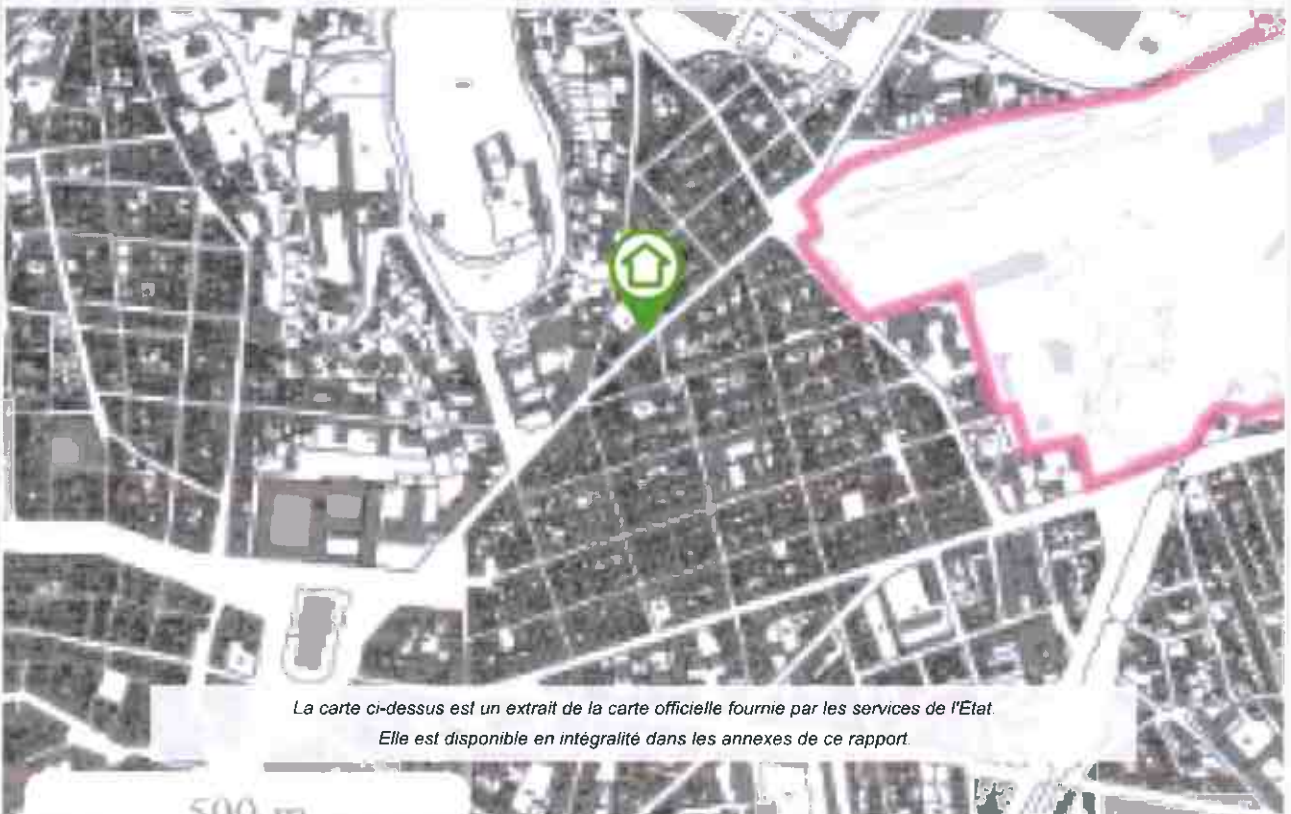 La carte ci-dessus est un extrait de la carte officielle fournie par les services de l'État.
Elle est disponible en intégralité dans les annexes de ce rapport.
500 m